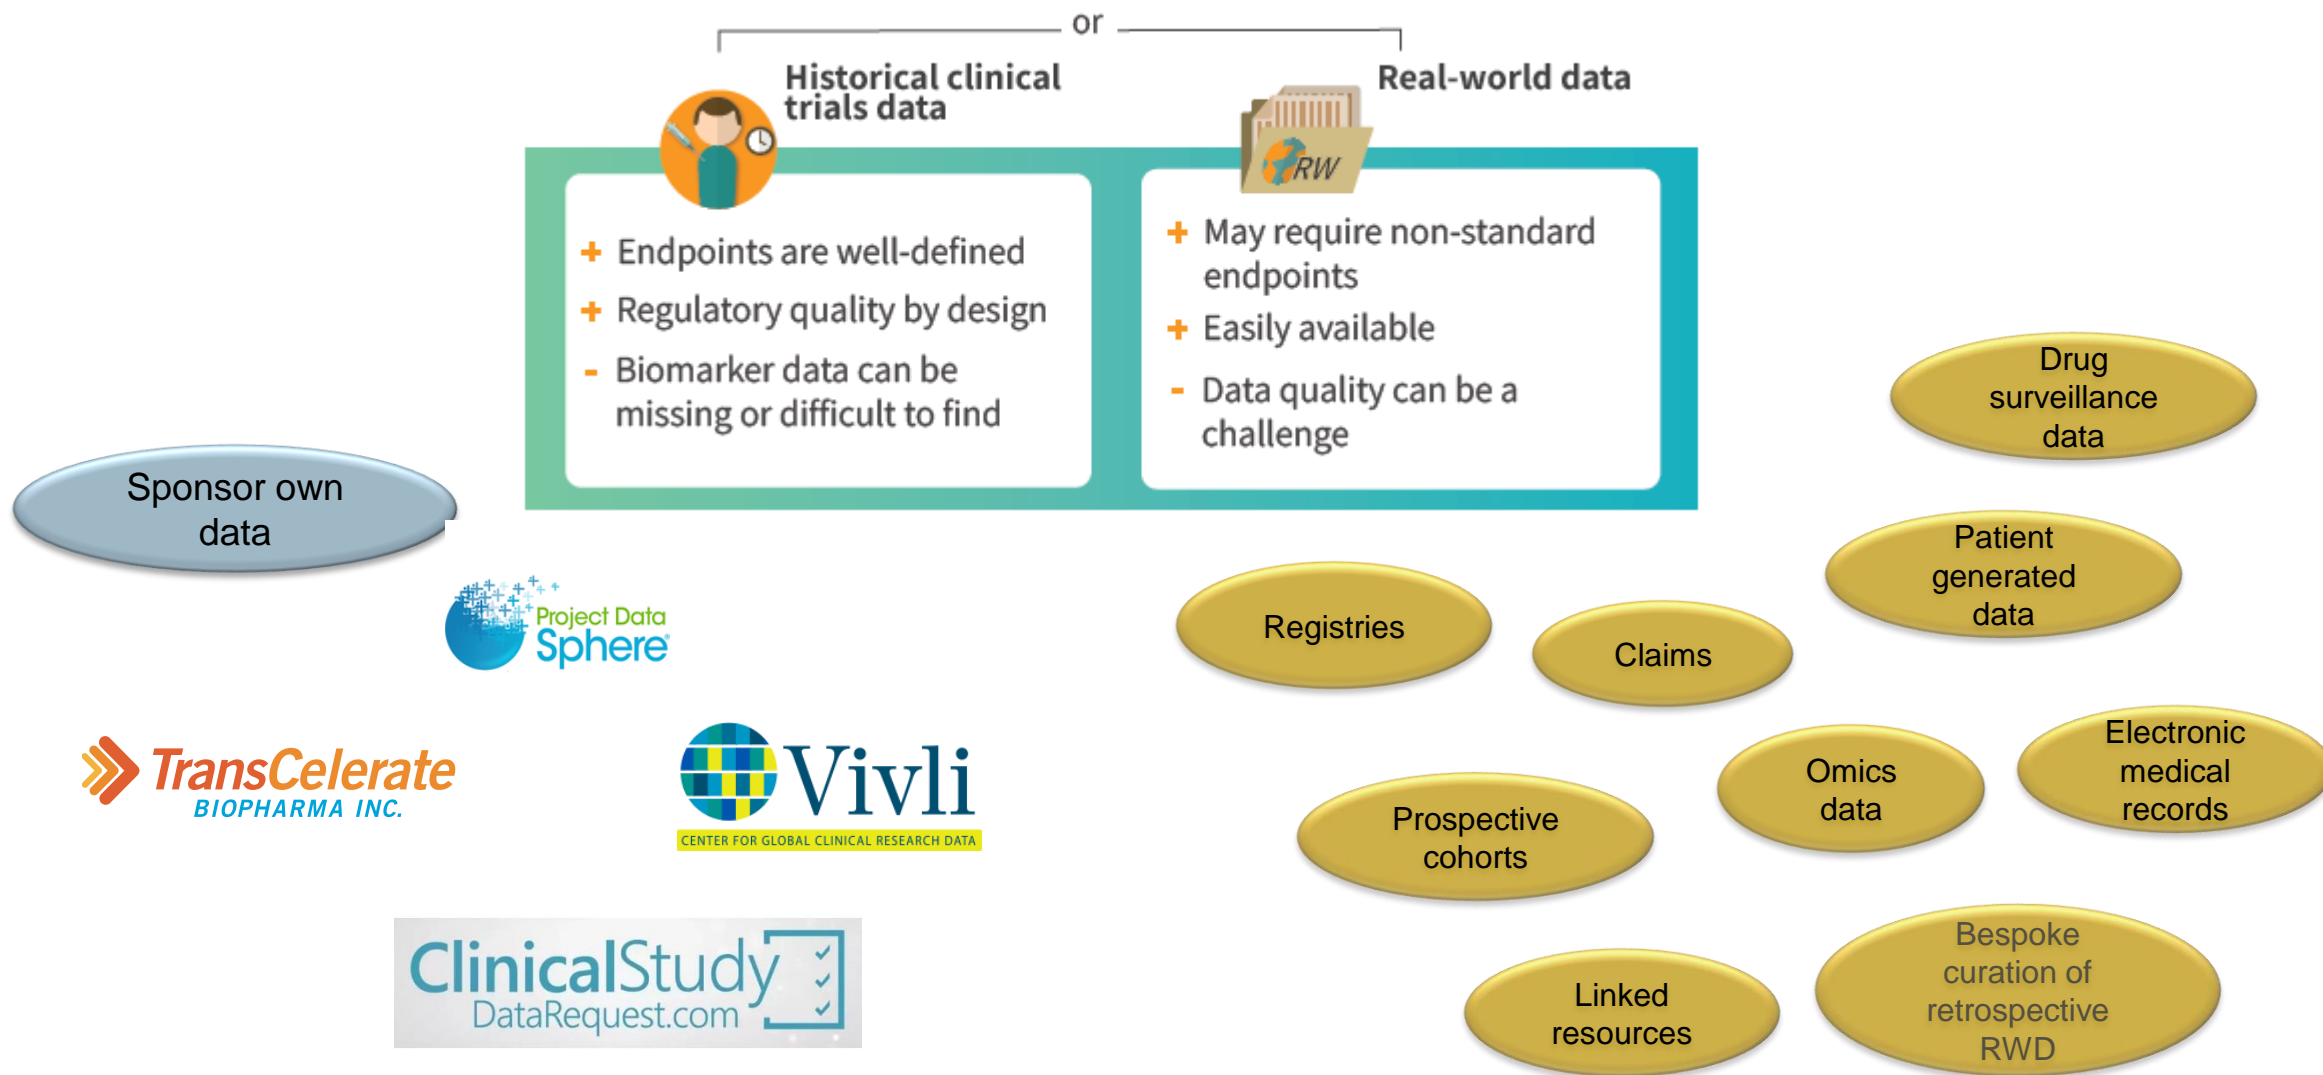 or
Historical clinical
trials data
Real-world data
RW
+ Endpoints are well-defined
+ Regulatory quality by design
- Biomarker data can be
missing or difficult to find
+ May require non-standard
endpoints
+ Easily available
- Data quality can be a
challenge
Drug
surveillance
data
Sponsor own
data
Patient
generated
data
Project Data
Sphere
Registries
Claims
TransCelerate
BIOPHARMA INC.
Vivli
CENTER FOR GLOBAL CLINICAL RESEARCH DATA
Prospective
cohorts
Omics
data
Electronic
medical
records
ClinicalStudy
DataRequest.com
Linked
resources
Bespoke
curation of
retrospective
RWD